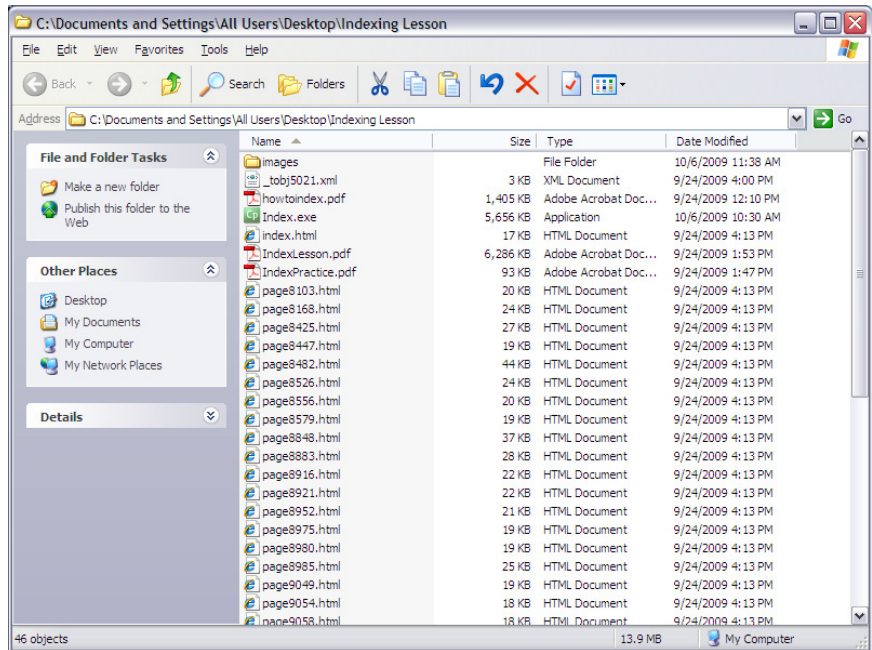 C:\Documents and Settings\All Users\Desktop\Indexing Lesson
File Edit View Favorites Tools Help
Back Search Folders
Address C:\Documents and Settings\All Users\Desktop\Indexing Lesson Go
File and Folder Tasks
Make a new folder
Publish this folder to the
Web
Other Places
Desktop
My Documents
My Computer
My Network Places
Details
Name Size Type Date Modified
images File Folder 10/6/2009 11:38 AM
_tobj5021.xml 3 KB XML Document 9/24/2009 4:00 PM
howtoindex.pdf 1,405 KB Adobe Acrobat Doc... 9/24/2009 12:10 PM
Cp Index.exe 5,656 KB Application 10/6/2009 10:30 AM
index.html 17 KB HTML Document 9/24/2009 4:13 PM
IndexLesson.pdf 6,286 KB Adobe Acrobat Doc... 9/24/2009 1:53 PM
IndexPractice.pdf 93 KB Adobe Acrobat Doc... 9/24/2009 1:47 PM
page8103.html 20 KB HTML Document 9/24/2009 4:13 PM
page8168.html 24 KB HTML Document 9/24/2009 4:13 PM
page8425.html 27 KB HTML Document 9/24/2009 4:13 PM
page8447.html 19 KB HTML Document 9/24/2009 4:13 PM
page8482.html 44 KB HTML Document 9/24/2009 4:13 PM
page8526.html 24 KB HTML Document 9/24/2009 4:13 PM
page8556.html 20 KB HTML Document 9/24/2009 4:13 PM
page8579.html 19 KB HTML Document 9/24/2009 4:13 PM
page8848.html 37 KB HTML Document 9/24/2009 4:13 PM
page8883.html 28 KB HTML Document 9/24/2009 4:13 PM
page8916.html 22 KB HTML Document 9/24/2009 4:13 PM
page8921.html 22 KB HTML Document 9/24/2009 4:13 PM
page8952.html 21 KB HTML Document 9/24/2009 4:13 PM
page8975.html 19 KB HTML Document 9/24/2009 4:13 PM
page8980.html 19 KB HTML Document 9/24/2009 4:13 PM
page8985.html 25 KB HTML Document 9/24/2009 4:13 PM
page9049.html 19 KB HTML Document 9/24/2009 4:13 PM
page9054.html 18 KB HTML Document 9/24/2009 4:13 PM
page9058.html 18 KB HTML Document 9/24/2009 4:13 PM
46 objects 13.9 MB My Computer